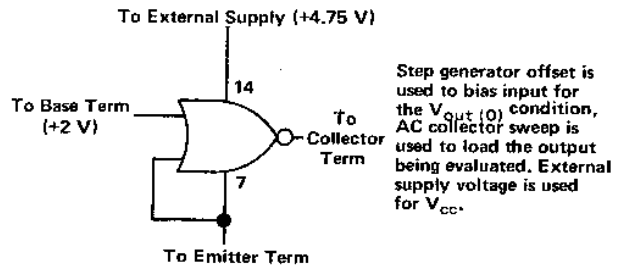 To External Supply (+4.75 V)
14
To Base Term
(+2 V)
To
Collector
Term
7
To Emitter Term
Step generator offset is
used to bias input for
the Vout (0) condition,
AC collector sweep is
used to load the output
being evaluated. External
supply voltage is used
for Vcc.